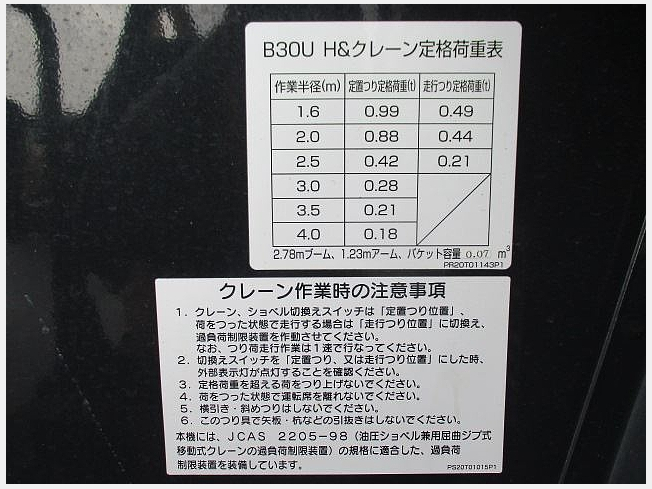 B30U H&クレーン定格荷重表
作業半径(m) 定置つり定格荷重(t) 走行つり定格荷重(t)
1.6 0.99 0.49
2.0 0.88 0.44
2.5 0.42 0.21
3.0 0.28
3.5 0.21
4.0 0.18
2.78mブーム、1.23mアーム、バケット容量 0.07 m³
PR20T01143P1
クレーン作業時の注意事項
1. クレーン、ショベル切換えスイッチは「定置つり位置」、
荷をつった状態で走行する場合は「走行つり位置」に切換え、
過負荷制限装置を作動させてください。
なお、つり荷走行作業は1速で行なってください。
2. 切換えスイッチを「定置つり、又は走行つり位置」にした時、
外部表示灯が点灯することを確認ください。
3. 定格荷重を超える荷をつり上げないでください。
4. 荷をつった状態で運転席を離れないでください。
5. 横引き・斜めつりはしないでください。
6. このつり具で矢板・杭などの引抜きはしないでください。
本機には、JCAS 2205-98(油圧ショベル兼用屈曲ジブ式
移動式クレーンの過負荷制限装置)の規格に適合した、過負荷
制限装置を装備しています。
PS20T01015P1